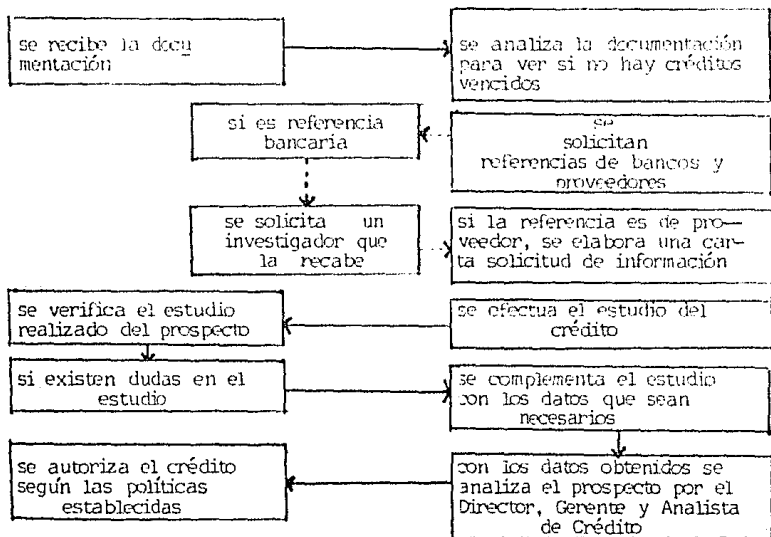 se recibe la docu
mentación
se analiza la documentación
para ver si no hay créditos
vencidos
si es referencia
bancaria
se
solicitan
referencias de bancos y
proveedores
se solicita un
investigador que
la recabe
si la referencia es de pro—
veedor, se elabora una car-
ta solicitud de información
se verifica el estudio
realizado del prospecto
se efectua el estudio del
crédito
si existen dudas en el
estudio
se complementa el estudio
con los datos que sean
necesarios
se autoriza el crédito
según las políticas
establecidas
con los datos obtenidos se
analiza el prospecto por el
Director, Gerente y Analista
de Crédito